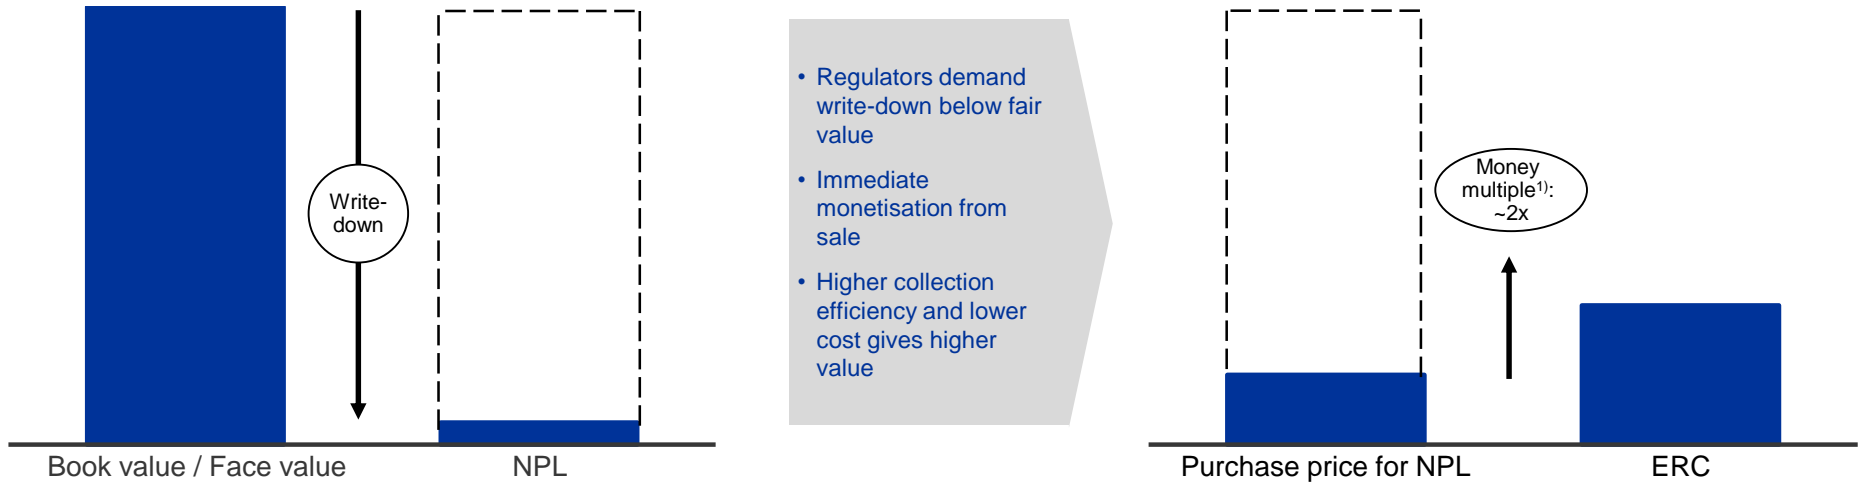 Write-
down
Book value / Face value
NPL
• Regulators demand
write-down below fair
value
• Immediate
monetisation from
sale
• Higher collection
efficiency and lower
cost gives higher
value
Money
multiple¹⁾:
~2x
Purchase price for NPL
ERC